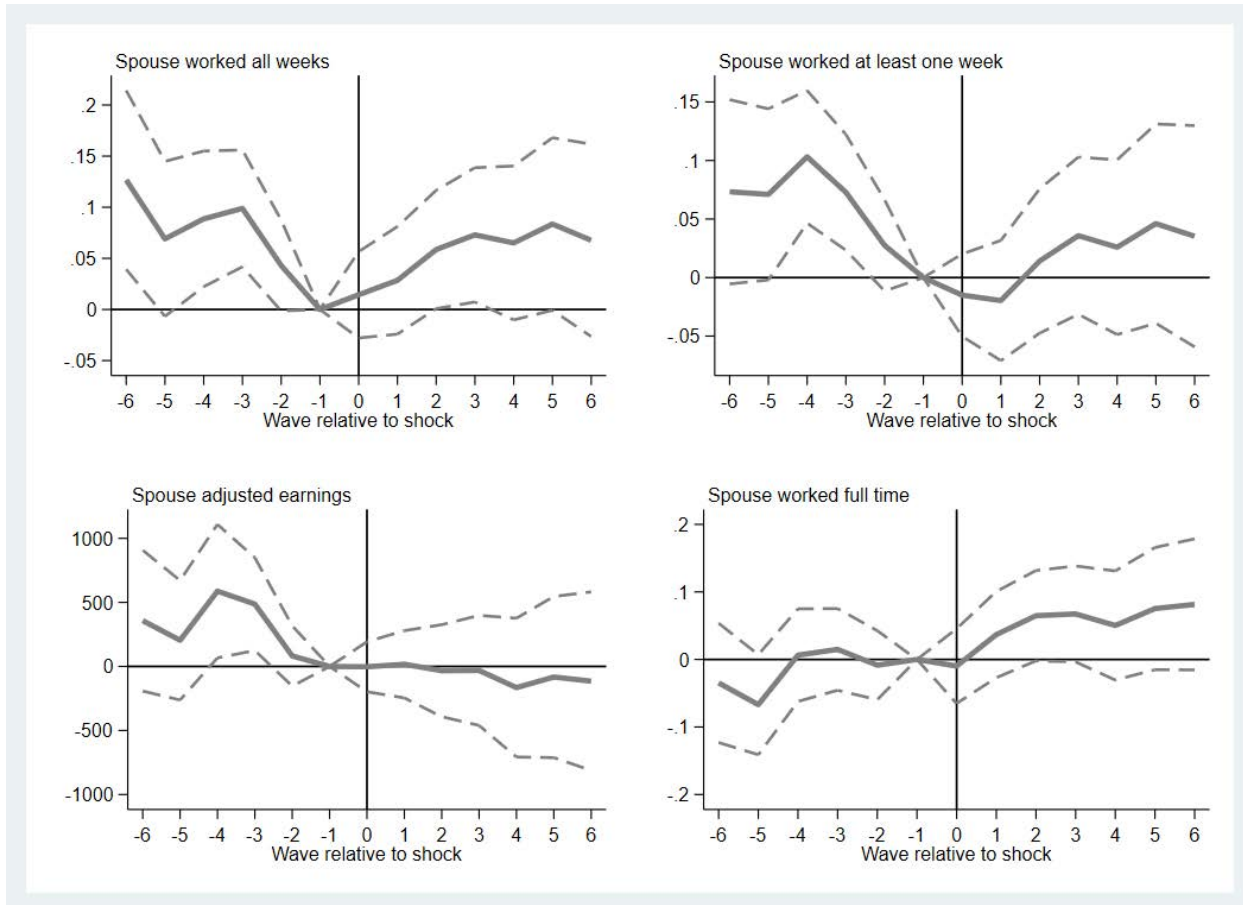 Spouse worked all weeks
.2
.15
.1
.05
0
-.05
-6 -5 -4 -3 -2 -1 0 1 2 3 4 5 6
Wave relative to shock
Spouse worked at least one week
.15
.1
.05
0
-.05
-6 -5 -4 -3 -2 -1 0 1 2 3 4 5 6
Wave relative to shock
Spouse adjusted earnings
1000
500
0
-500
-1000
-6 -5 -4 -3 -2 -1 0 1 2 3 4 5 6
Wave relative to shock
Spouse worked full time
.2
.1
0
-.1
-.2
-6 -5 -4 -3 -2 -1 0 1 2 3 4 5 6
Wave relative to shock